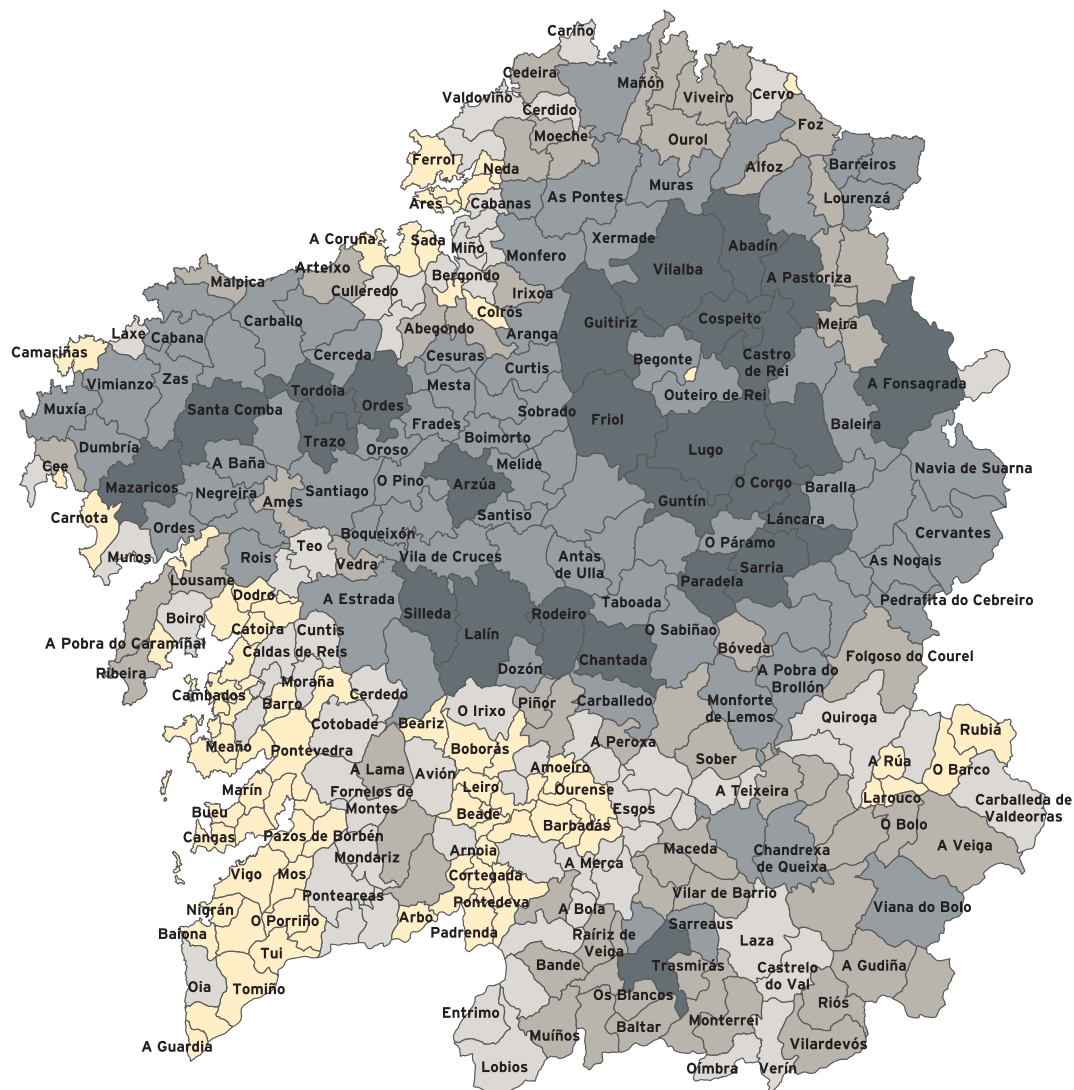 Cariño
Cedeira
Mañón
Valdoviño
Viveiro
Cervo
Cerdido
Moeche
Foz
Ourol
Ferrol
Neda
Alfoz
Barreiros
Muras
As Pontes
Lourenzá
Ares
Cabanas
A Coruña
Sada
Miño
Xermade
Abadín
Monfero
Arteixo
Vilalba
Bergondo
A Pastoriza
Malpica
Culleredo
Irixoa
Coirós
Carballo
Abegondo
Guitiriz
Cospeito
Meira
Laxe
Cabana
Aranga
Camariñas
Cerceda
Cesuras
Begonte
Castro
de Rei
Curtis
Vimianzo
Zas
Tordoia
Mesta
A Fonsagrada
Outeiro de Rei
Muxía
Santa Comba
Ordes
Sobrado
Friol
Frades
Baleira
Dumbría
Trazo
Oroso
Boimorto
Lugo
Cee
A Baña
Melide
Navia de Suarna
Mazaricos
Negreira
Santiago
O Pino
Arzúa
O Corgo
Baralla
Ames
Guntín
Carnota
Santiso
Láncara
Ordes
Boqueixón
Cervantes
Muros
Rois
Teo
Vedra
Vila de Cruces
Antas
de Ulla
O Páramo
As Nogais
Lousame
Sarria
Paradela
Dodro
A Estrada
Silleda
Rodeiro
Taboada
Pedrafita do Cebreiro
Boiro
Catoira
Cuntis
Lalín
O Sabiñao
A Pobra do Caramiñal
Caldas de Reis
Bóveda
Folgoso do Courel
Ribeira
Moraña
Dozón
Chantada
A Pobra do
Brollón
Cambados
Barro
Cerdedo
O Irixo
Piñor
Carballedo
Monforte
de Lemos
Cotobade
Beariz
Quiroga
Rubiá
Meaño
Pontevedra
Boborás
A Peroxa
Sober
A Rúa
O Barco
A Lama
Avión
Amoeiro
Marín
Fornelos de
Montes
Leiro
Ourense
A Teixeira
Larouco
Carballeda de
Valdeorras
Bueu
Beade
Esgos
Cangas
Pazos de Borbén
Barbadás
O Bolo
Mondariz
Arnoia
A Merca
Maceda
Chandrexa
de Queixa
A Veiga
Vigo
Mos
Cortegada
Ponteareas
Vilar de Barrio
Nigrán
O Porriño
Arbo
Pontedeva
A Bola
Viana do Bolo
Baiona
Padrenda
Raíriz de
Veiga
Sarreaus
Laza
Tui
Bande
Trasmirás
Castrelo
do Val
A Gudiña
Oia
Tomiño
Os Blancos
Riós
Entrimo
Baltar
Monterrei
A Guardia
Muíños
Vilardevós
Lobios
Oímbra
Verín